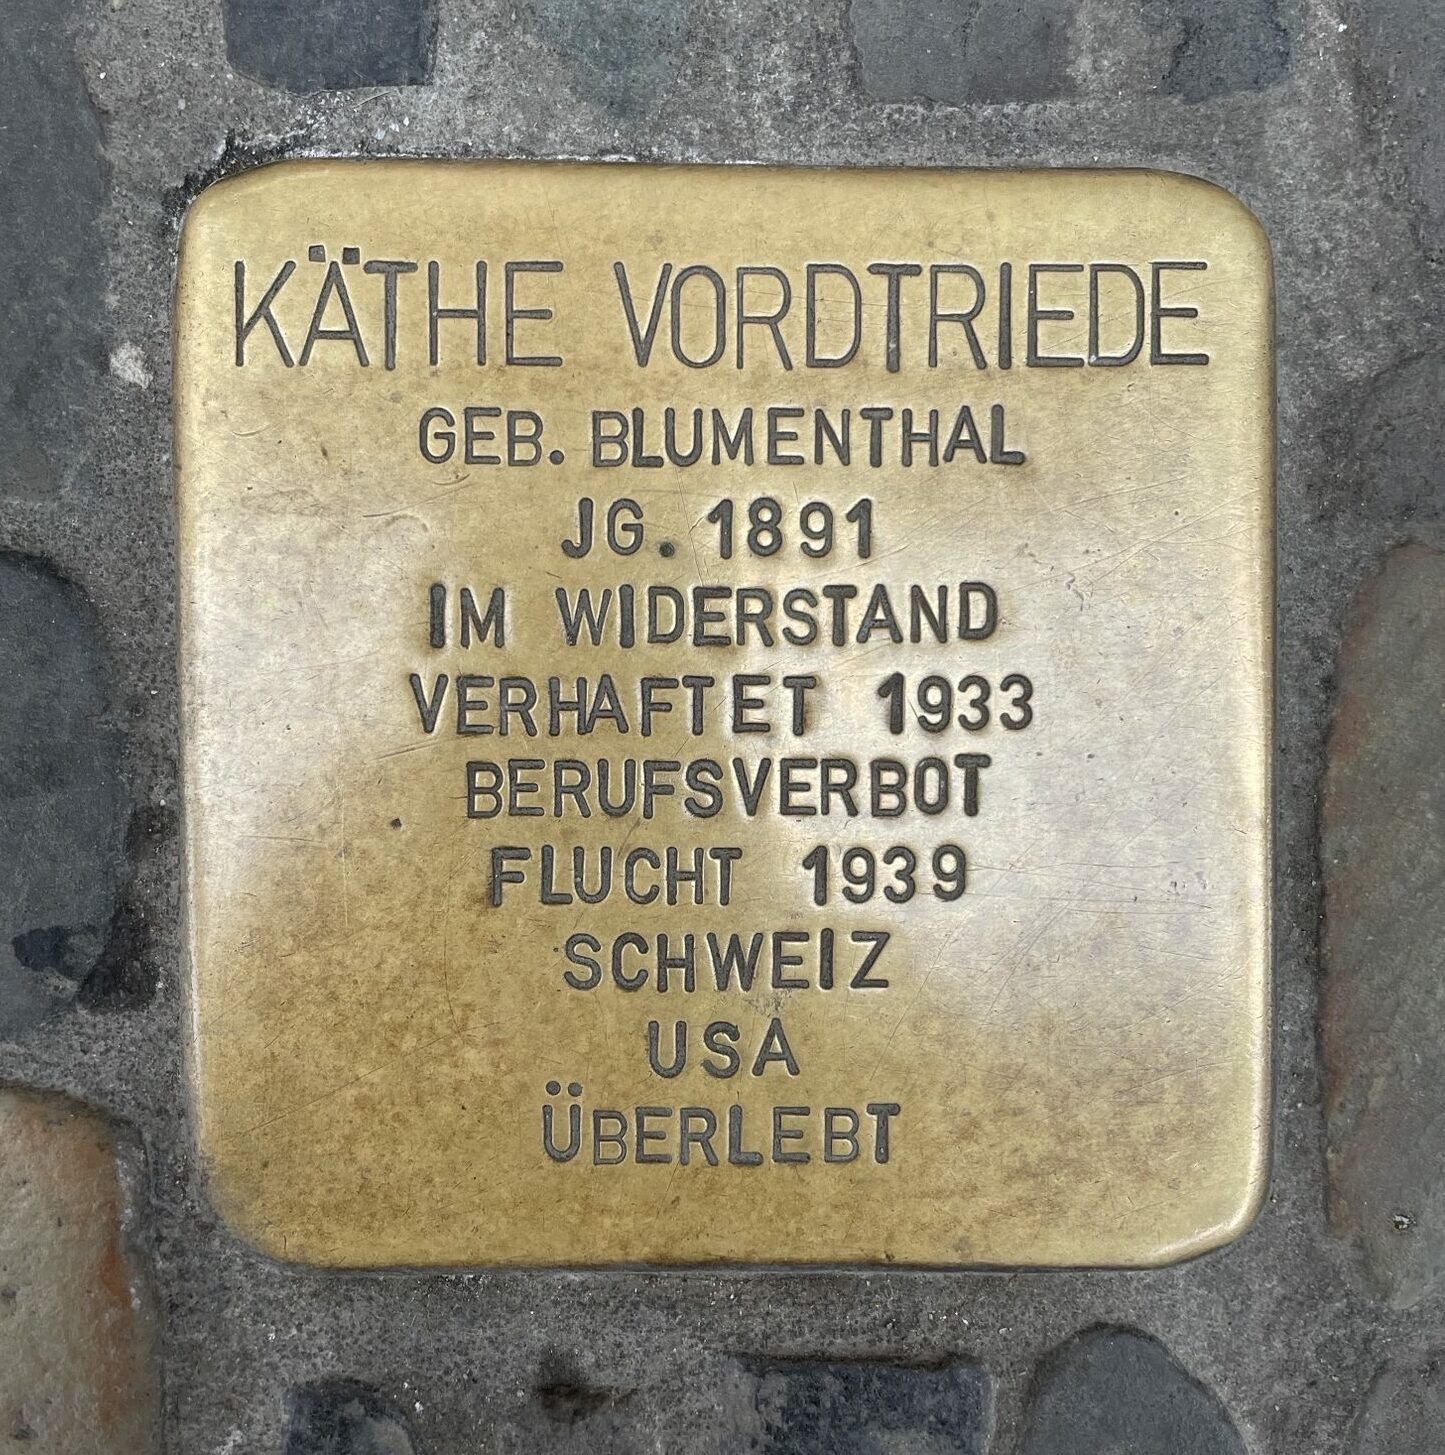 KÄTHE VORDTRIEDE
GEB. BLUMENTHAL
JG. 1891
IM WIDERSTAND
VERHAFTET 1933
BERUFSVERBOT
FLUCHT 1939
SCHWEIZ
USA
ÜBERLEBT